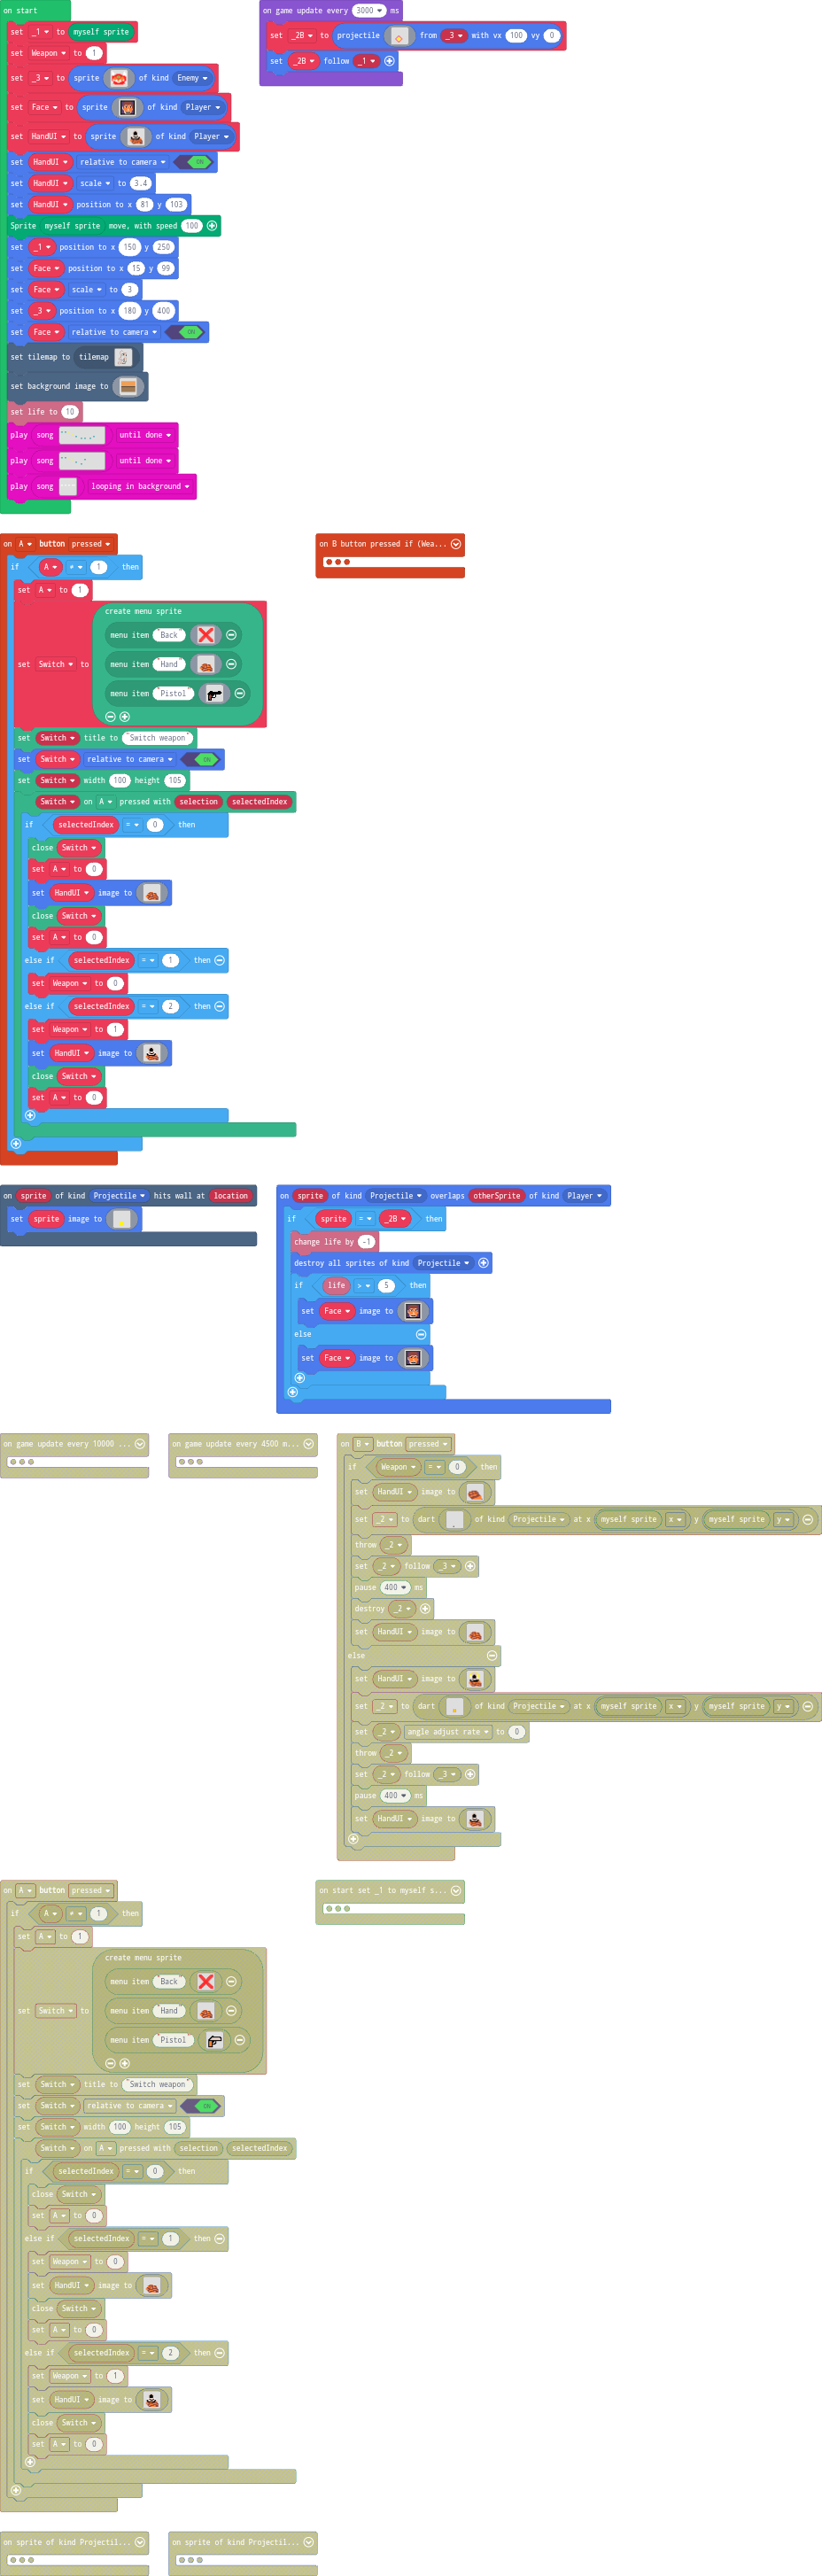 on start
set _1 to myself sprite
set Weapon to 1
set _3 to sprite of kind Enemy
set Face to sprite of kind Player
set HandUI to sprite of kind Player
set HandUI relative to camera ON
set HandUI scale to 3.4
set HandUI position to x 81 y 103
Sprite myself sprite move, with speed 100
set _1 position to x 150 y 250
set Face position to x 15 y 99
set Face scale to 3
set _3 position to x 180 y 400
set Face relative to camera ON
set tilemap to tilemap
set background image to
set life to 10
play song until done
play song until done
play song looping in background
on game update every 3000 ms
set _2B to projectile from _3 with vx 100 vy 0
set _2B follow _1
on A button pressed
if A ≠ 1 then
set A to 1
set Switch to create menu sprite
menu item "Back"
menu item "Hand"
menu item "Pistol"
set Switch title to "Switch weapon"
set Switch relative to camera ON
set Switch width 100 height 105
Switch on A pressed with selection selectedIndex
if selectedIndex = 0 then
close Switch
set A to 0
set HandUI image to
close Switch
set A to 0
else if selectedIndex = 1 then
set Weapon to 0
else if selectedIndex = 2 then
set Weapon to 1
set HandUI image to
close Switch
set A to 0
on B button pressed if (Wea...
on sprite of kind Projectile hits wall at location
set sprite image to
on sprite of kind Projectile overlaps otherSprite of kind Player
if sprite = _2B then
change life by -1
destroy all sprites of kind Projectile
if life > 5 then
set Face image to
else
set Face image to
on game update every 10000 ...
on game update every 4500 m...
on B button pressed
if Weapon = 0 then
set HandUI image to
set _2 to dart of kind Projectile at x myself sprite x y myself sprite y
throw _2
set _2 follow _3
pause 400 ms
destroy _2
set HandUI image to
else
set HandUI image to
set _2 to dart of kind Projectile at x myself sprite x y myself sprite y
set _2 angle adjust rate to 0
throw _2
set _2 follow _3
pause 400 ms
set HandUI image to
on A button pressed
if A ≠ 1 then
set A to 1
set Switch to create menu sprite
menu item "Back"
menu item "Hand"
menu item "Pistol"
set Switch title to "Switch weapon"
set Switch relative to camera ON
set Switch width 100 height 105
Switch on A pressed with selection selectedIndex
if selectedIndex = 0 then
close Switch
set A to 0
else if selectedIndex = 1 then
set Weapon to 0
set HandUI image to
close Switch
set A to 0
else if selectedIndex = 2 then
set Weapon to 1
set HandUI image to
close Switch
set A to 0
on start set _1 to myself s...
on sprite of kind Projectil...
on sprite of kind Projectil...